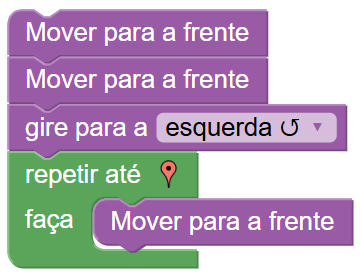 Mover para a frente
Mover para a frente
gire para a esquerda ↺ ▼
repetir até
faça Mover para a frente